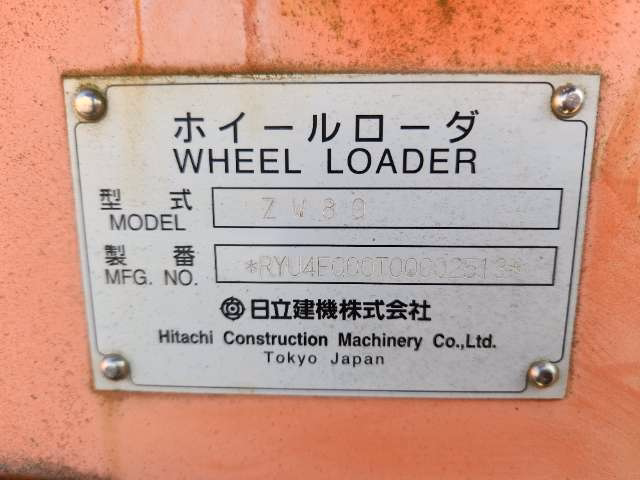 ホイールローダ
WHEEL LOADER
型式 ZW80
MODEL
製番 *RYU4F000T00002513*
MFG. NO.
日立建機株式会社
Hitachi Construction Machinery Co.,Ltd.
Tokyo Japan